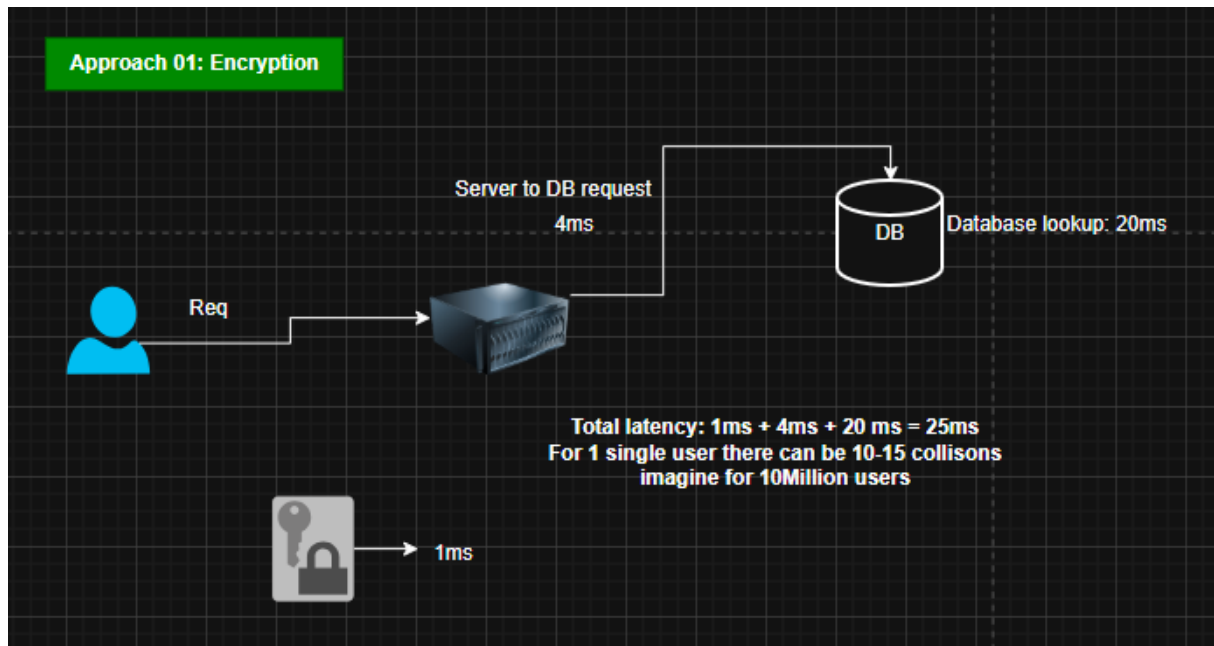 Approach 01: Encryption
Server to DB request
4ms
DB
Database lookup: 20ms
Req
Total latency: 1ms + 4ms + 20 ms = 25ms
For 1 single user there can be 10-15 collisons
imagine for 10Million users
1ms